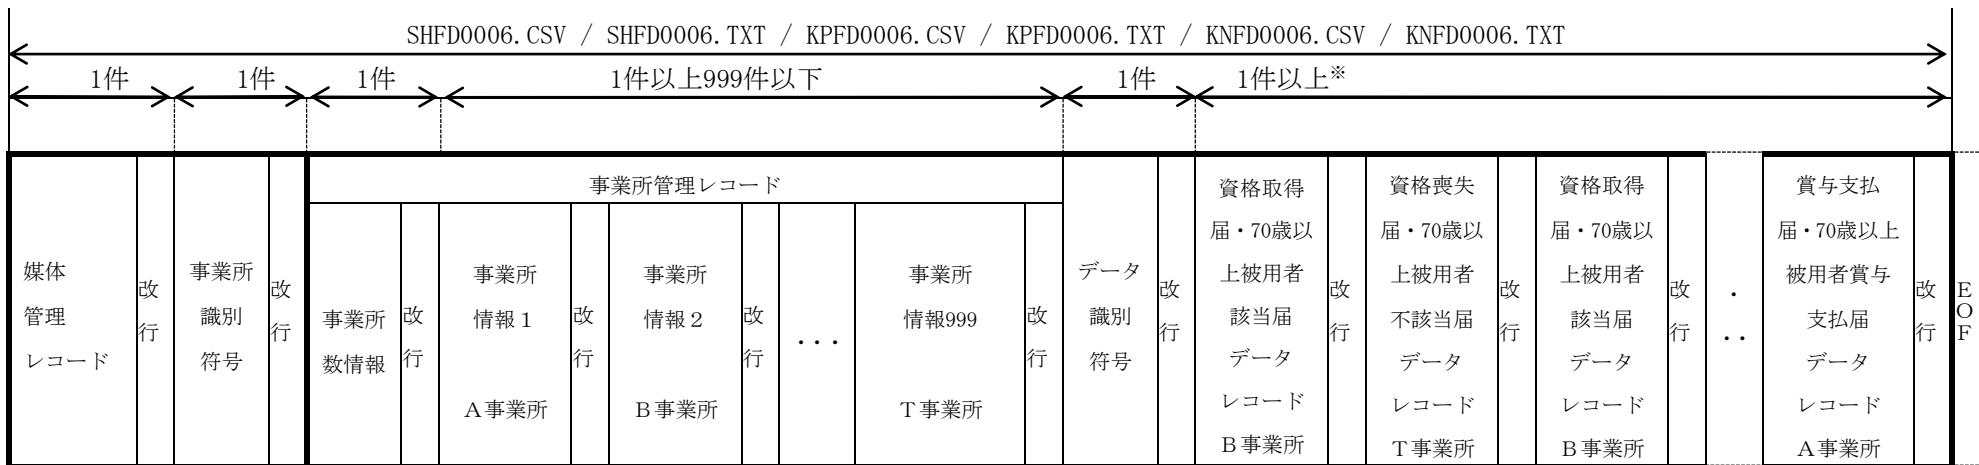 SHFD0006.CSV / SHFD0006.TXT / KPFD0006.CSV / KPFD0006.TXT / KNFD0006.CSV / KNFD0006.TXT
1件
1件
1件
1件以上999件以下
1件
1件以上※
媒体
管理
レコード
改
行
事業所
識別
符号
改
行
事業所管理レコード
事業所
数情報
改
行
事業所
情報1
A事業所
改
行
事業所
情報2
B事業所
改
行
・・・
事業所
情報999
T事業所
改
行
データ
識別
符号
改
行
資格取得
届・70歳以
上被用者
該当届
データ
レコード
B事業所
改
行
資格喪失
届・70歳以
上被用者
不該当届
データ
レコード
T事業所
改
行
資格取得
届・70歳以
上被用者
該当届
データ
レコード
B事業所
改
行
・
・・
賞与支払
届・70歳以上
被用者賞与
支払届
データ
レコード
A事業所
改
行
EOF